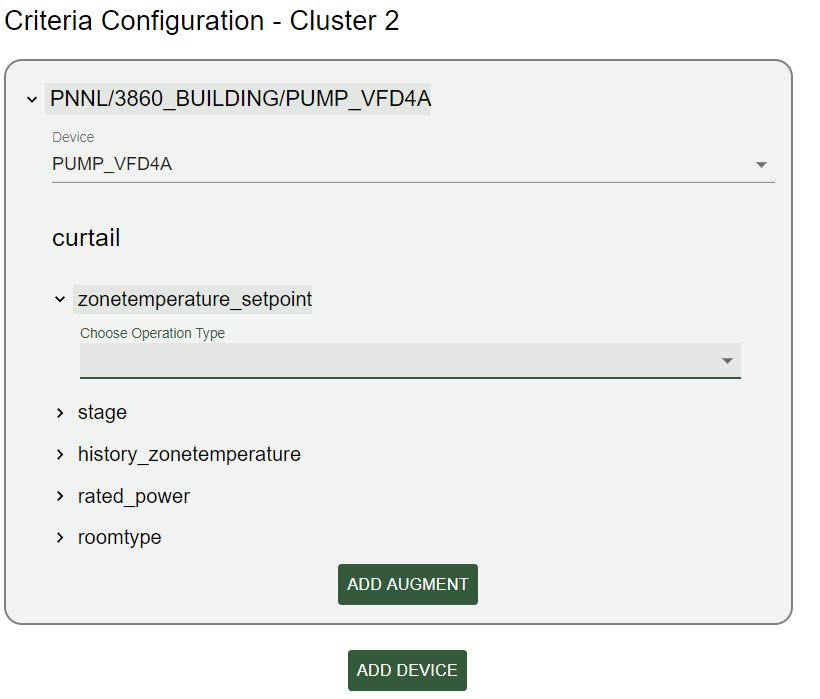 Criteria Configuration - Cluster 2
PNNL/3860_BUILDING/PUMP_VFD4A
Device
PUMP_VFD4A
curtail
zonetemperature_setpoint
Choose Operation Type
stage
history_zonetemperature
rated_power
roomtype
ADD AUGMENT
ADD DEVICE